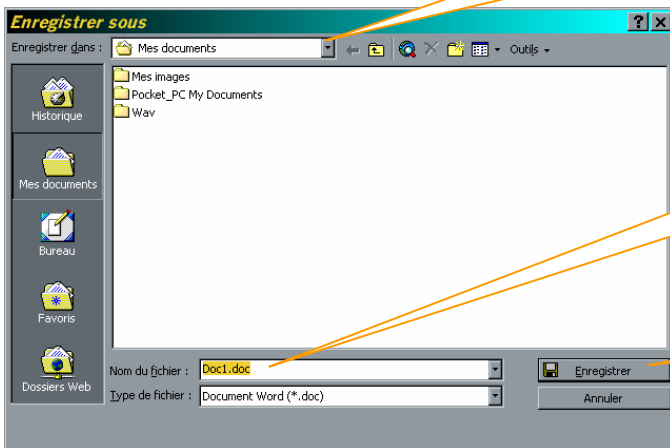 Enregistrer sous
Enregistrer dans : Mes documents Outils
Historique
Mes documents
Bureau
Favoris
Dossiers Web
Mes images
Pocket_PC My Documents
Wav
Nom du fichier : Doc1.doc Enregistrer
Type de fichier : Document Word (*.doc) Annuler